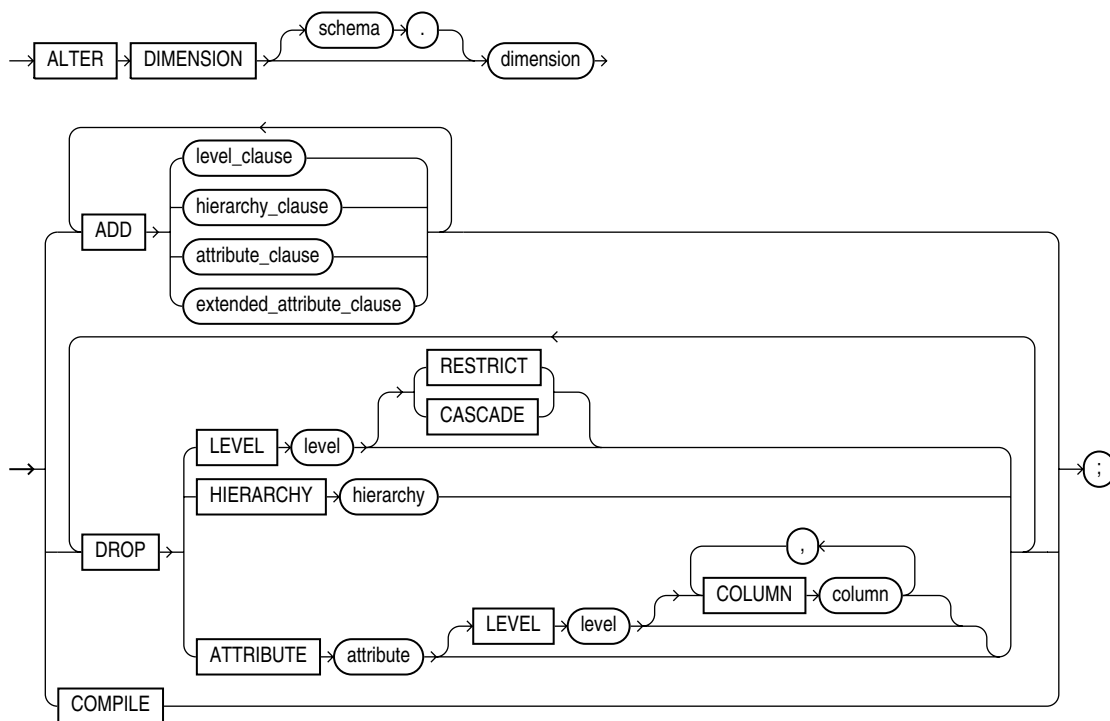 schema .
ALTER DIMENSION dimension
level_clause
hierarchy_clause
ADD
attribute_clause
extended_attribute_clause
RESTRICT
CASCADE
LEVEL level
;
HIERARCHY hierarchy
,
DROP
COLUMN column
LEVEL level
ATTRIBUTE attribute
COMPILE